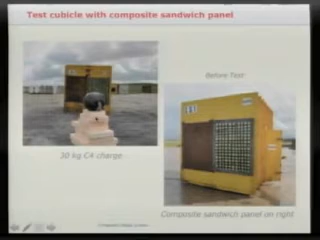 Test cubicle with composite sandwich panel
Before Test
30 kg C4 charge
Composite sandwich panel on right